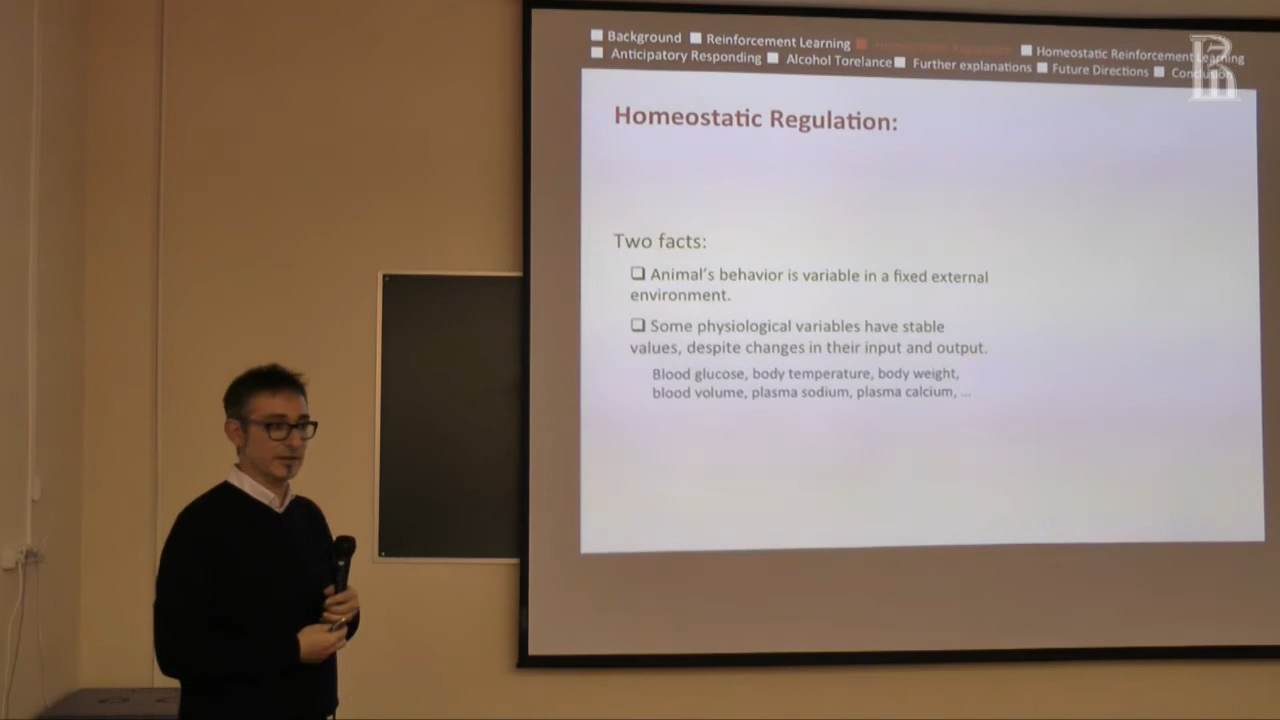 Background Reinforcement Learning Homeostatic Regulation Homeostatic Reinforcement Learning
Anticipatory Responding Alcohol Torelance Further explanations Future Directions Conclusion
Homeostatic Regulation:
Two facts:
Animal's behavior is variable in a fixed external
environment.
Some physiological variables have stable
values, despite changes in their input and output.
Blood glucose, body temperature, body weight,
blood volume, plasma sodium, plasma calcium, ...